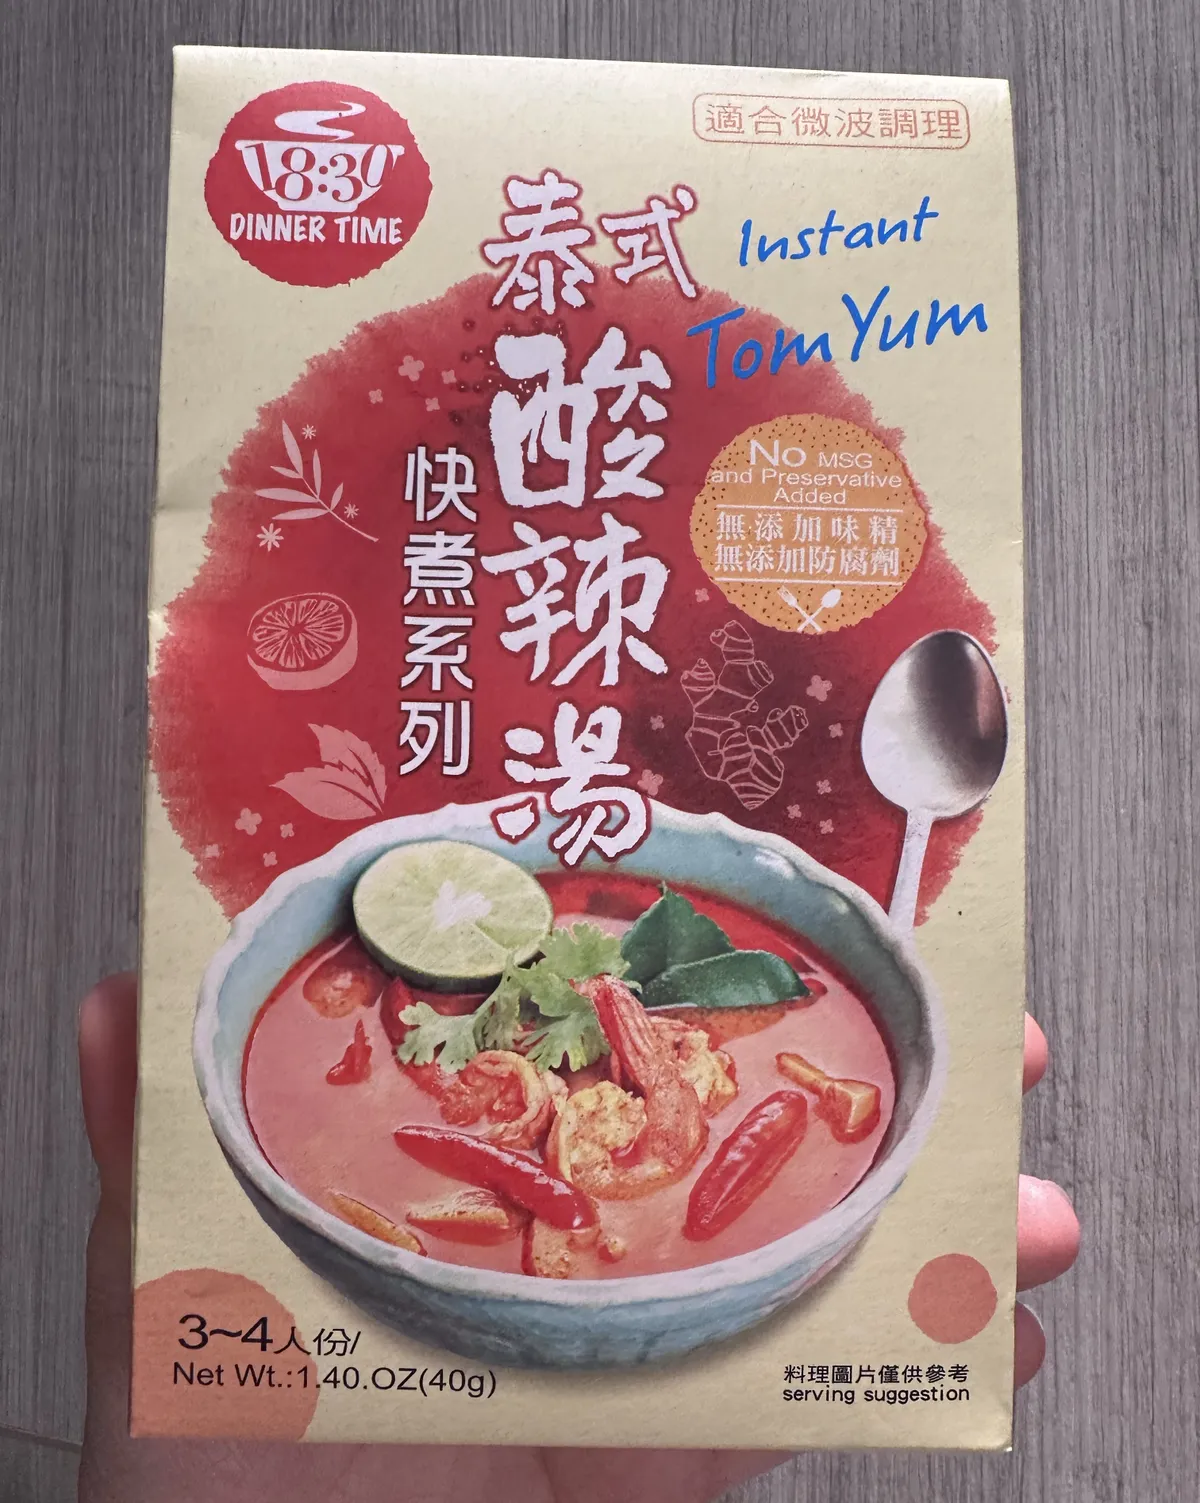 18:30
DINNER TIME
適合微波調理
泰式
酸辣湯
快煮系列
Instant
Tom Yum
No MSG
and Preservative
Added
無添加味精
無添加防腐劑
3~4人份/
Net Wt.:1.40.OZ(40g)
料理圖片僅供參考
serving suggestion